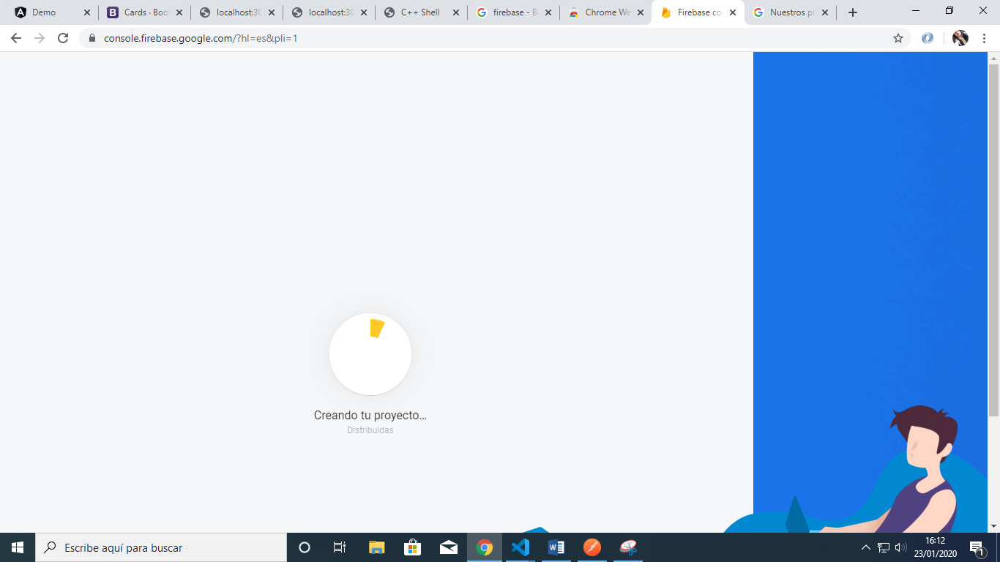 Demo
Cards · Boo
localhost:30
localhost:30
C++ Shell
firebase - B
Chrome We
Firebase co
Nuestros pr
console.firebase.google.com/?hl=es&pli=1
Creando tu proyecto...
Distribuidas
Escribe aquí para buscar
16:12
23/01/2020
1